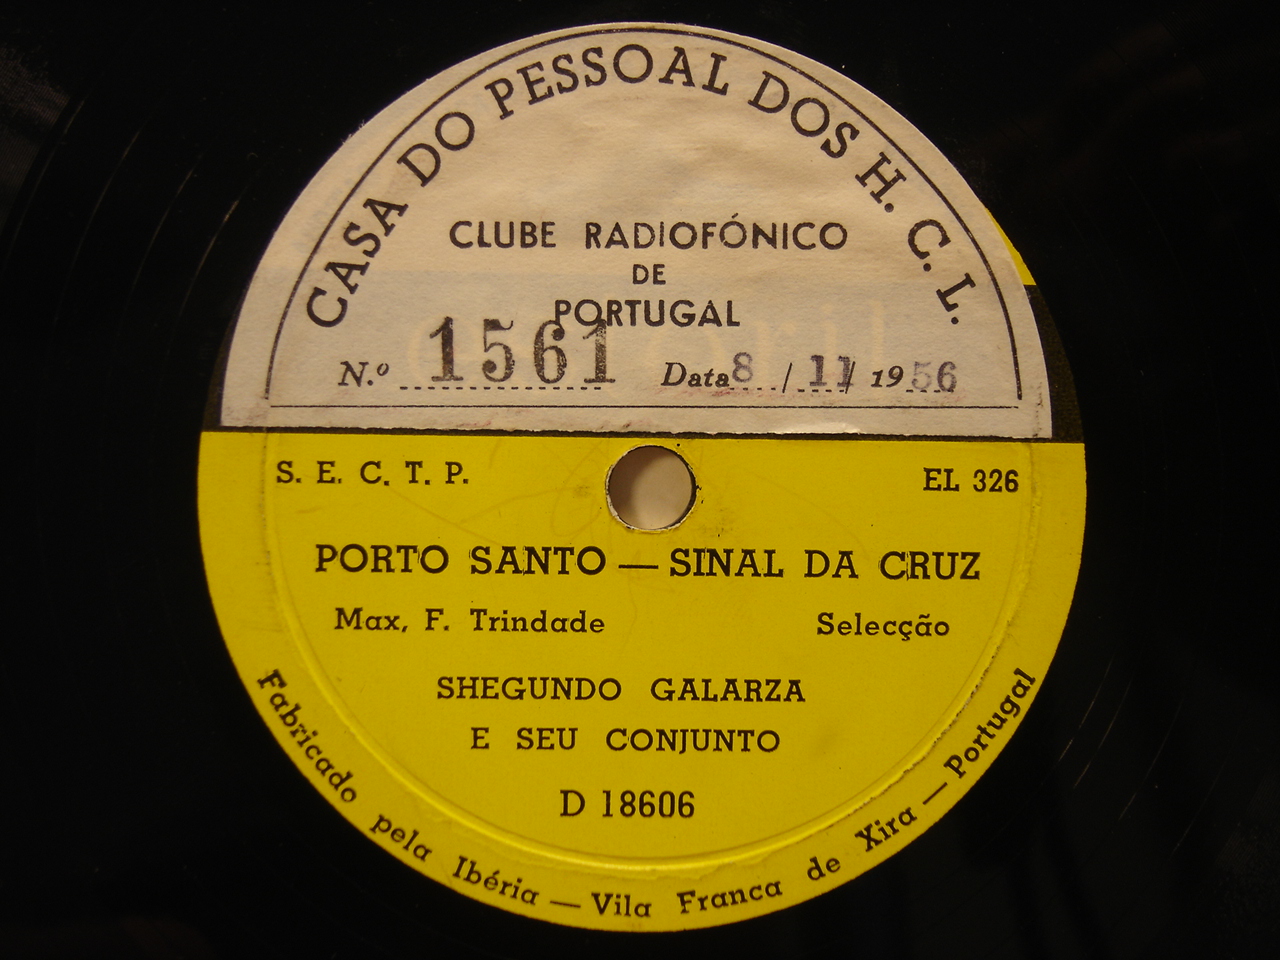 CASA DO PESSOAL DOS H. C. L.
CLUBE RADIOFÓNICO
DE
PORTUGAL
N.º 1561 Data 8 / 11 / 1956
S. E. C. T. P. EL 326
PORTO SANTO — SINAL DA CRUZ
Max, F. Trindade Selecção
SHEGUNDO GALARZA
E SEU CONJUNTO
D 18606
Fabricado pela Ibéria — Vila Franca de Xira — Portugal